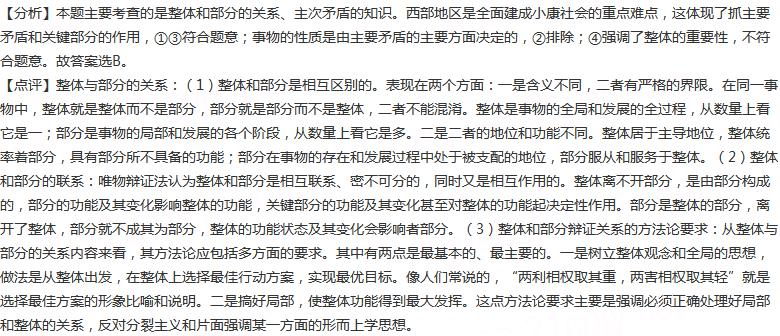 【分析】本题主要考查的是整体和部分的关系、主次矛盾的知识。西部地区是全面建成小康社会的重点难点，这体现了抓主要
矛盾和关键部分的作用，①③符合题意；事物的性质是由主要矛盾的主要方面决定的，②排除；④强调了整体的重要性，不符
合题意。故答案选B。
【点评】整体与部分的关系：（1）整体和部分是相互区别的。表现在两个方面：一是含义不同，二者有严格的界限。在同一事
物中，整体就是整体而不是部分，部分就是部分而不是整体，二者不能混淆。整体是事物的全局和发展的全过程，从数量上看
它是一；部分是事物的局部和发展的各个阶段，从数量上看它是多。二是二者的地位和功能不同。整体居于主导地位，整体统
率着部分，具有部分所不具备的功能；部分在事物的存在和发展过程中处于被支配的地位，部分服从和服务于整体。（2）整体
和部分的联系：唯物辩证法认为整体和部分是相互联系、密不可分的，同时又是相互作用的。整体离不开部分，是由部分构成
的，部分的功能及其变化影响整体的功能，关键部分的功能及其变化甚至对整体的功能起决定性作用。部分是整体的部分，离
开了整体，部分就不成其为部分，整体的功能状态及其变化会影响者部分。（3）整体和部分辩证关系的方法论要求：从整体与
部分的关系内容来看，其方法论应包括多方面的要求。其中有两点是最基本的、最主要的。一是树立整体观念和全局的思想，
做法是从整体出发，在整体上选择最佳行动方案，实现最优目标。像人们常说的，“两利相权取其重，两害相权取其轻”就是
选择最佳方案的形象比喻和说明。二是搞好局部，使整体功能得到最大发挥。这点方法论要求主要是强调必须正确处理好局部
和整体的关系，反对分裂主义和片面强调某一方面的形而上学思想。